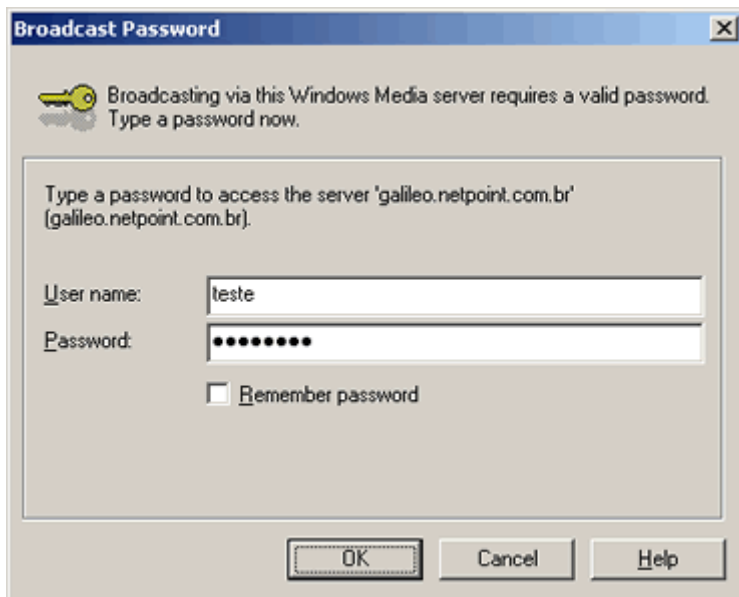 Broadcast Password
Broadcasting via this Windows Media server requires a valid password.
Type a password now.
Type a password to access the server 'galileo.netpoint.com.br'
(galileo.netpoint.com.br).
User name:
teste
Password:
●●●●●●●●
Remember password
OK
Cancel
Help